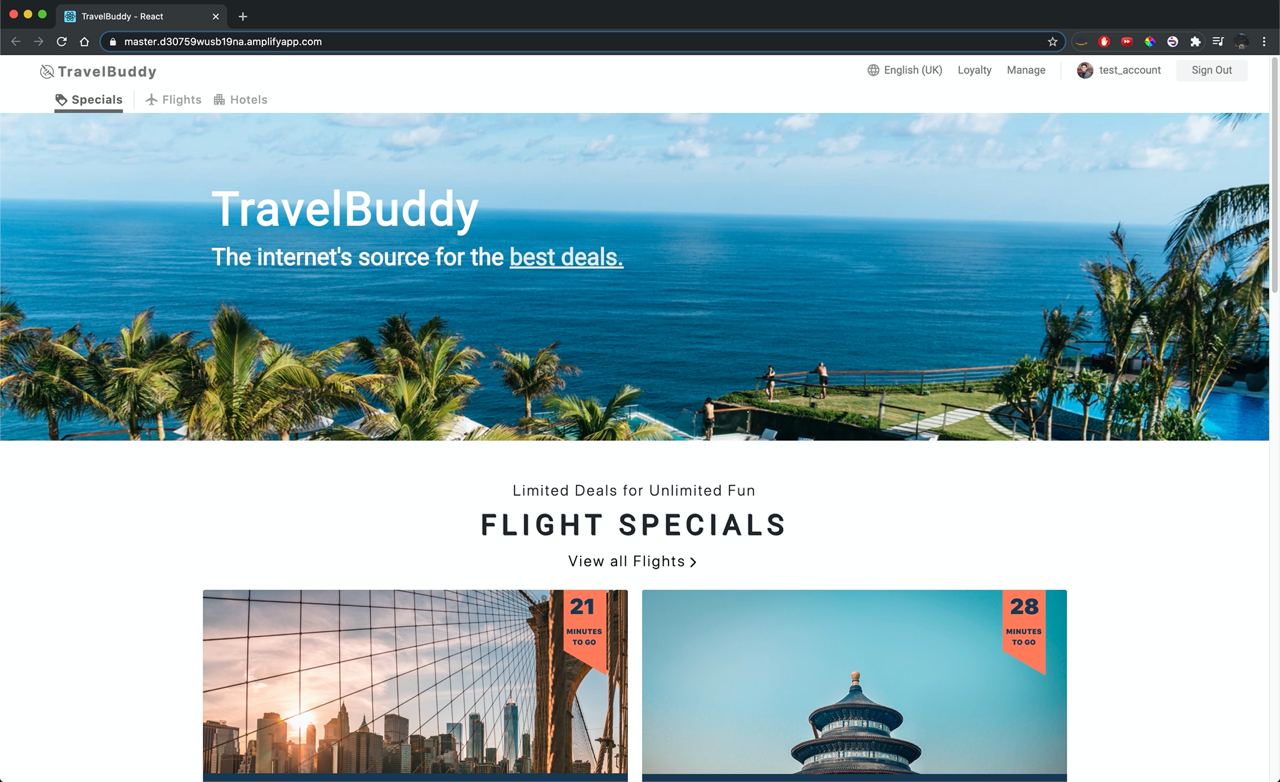 TravelBuddy - React
master.d30759wusb19na.amplifyapp.com
TravelBuddy
English (UK)
Loyalty
Manage
test_account
Sign Out
Specials
Flights
Hotels
TravelBuddy
The internet's source for the best deals.
Limited Deals for Unlimited Fun
FLIGHT SPECIALS
View all Flights
21
MINUTES
TO GO
28
MINUTES
TO GO